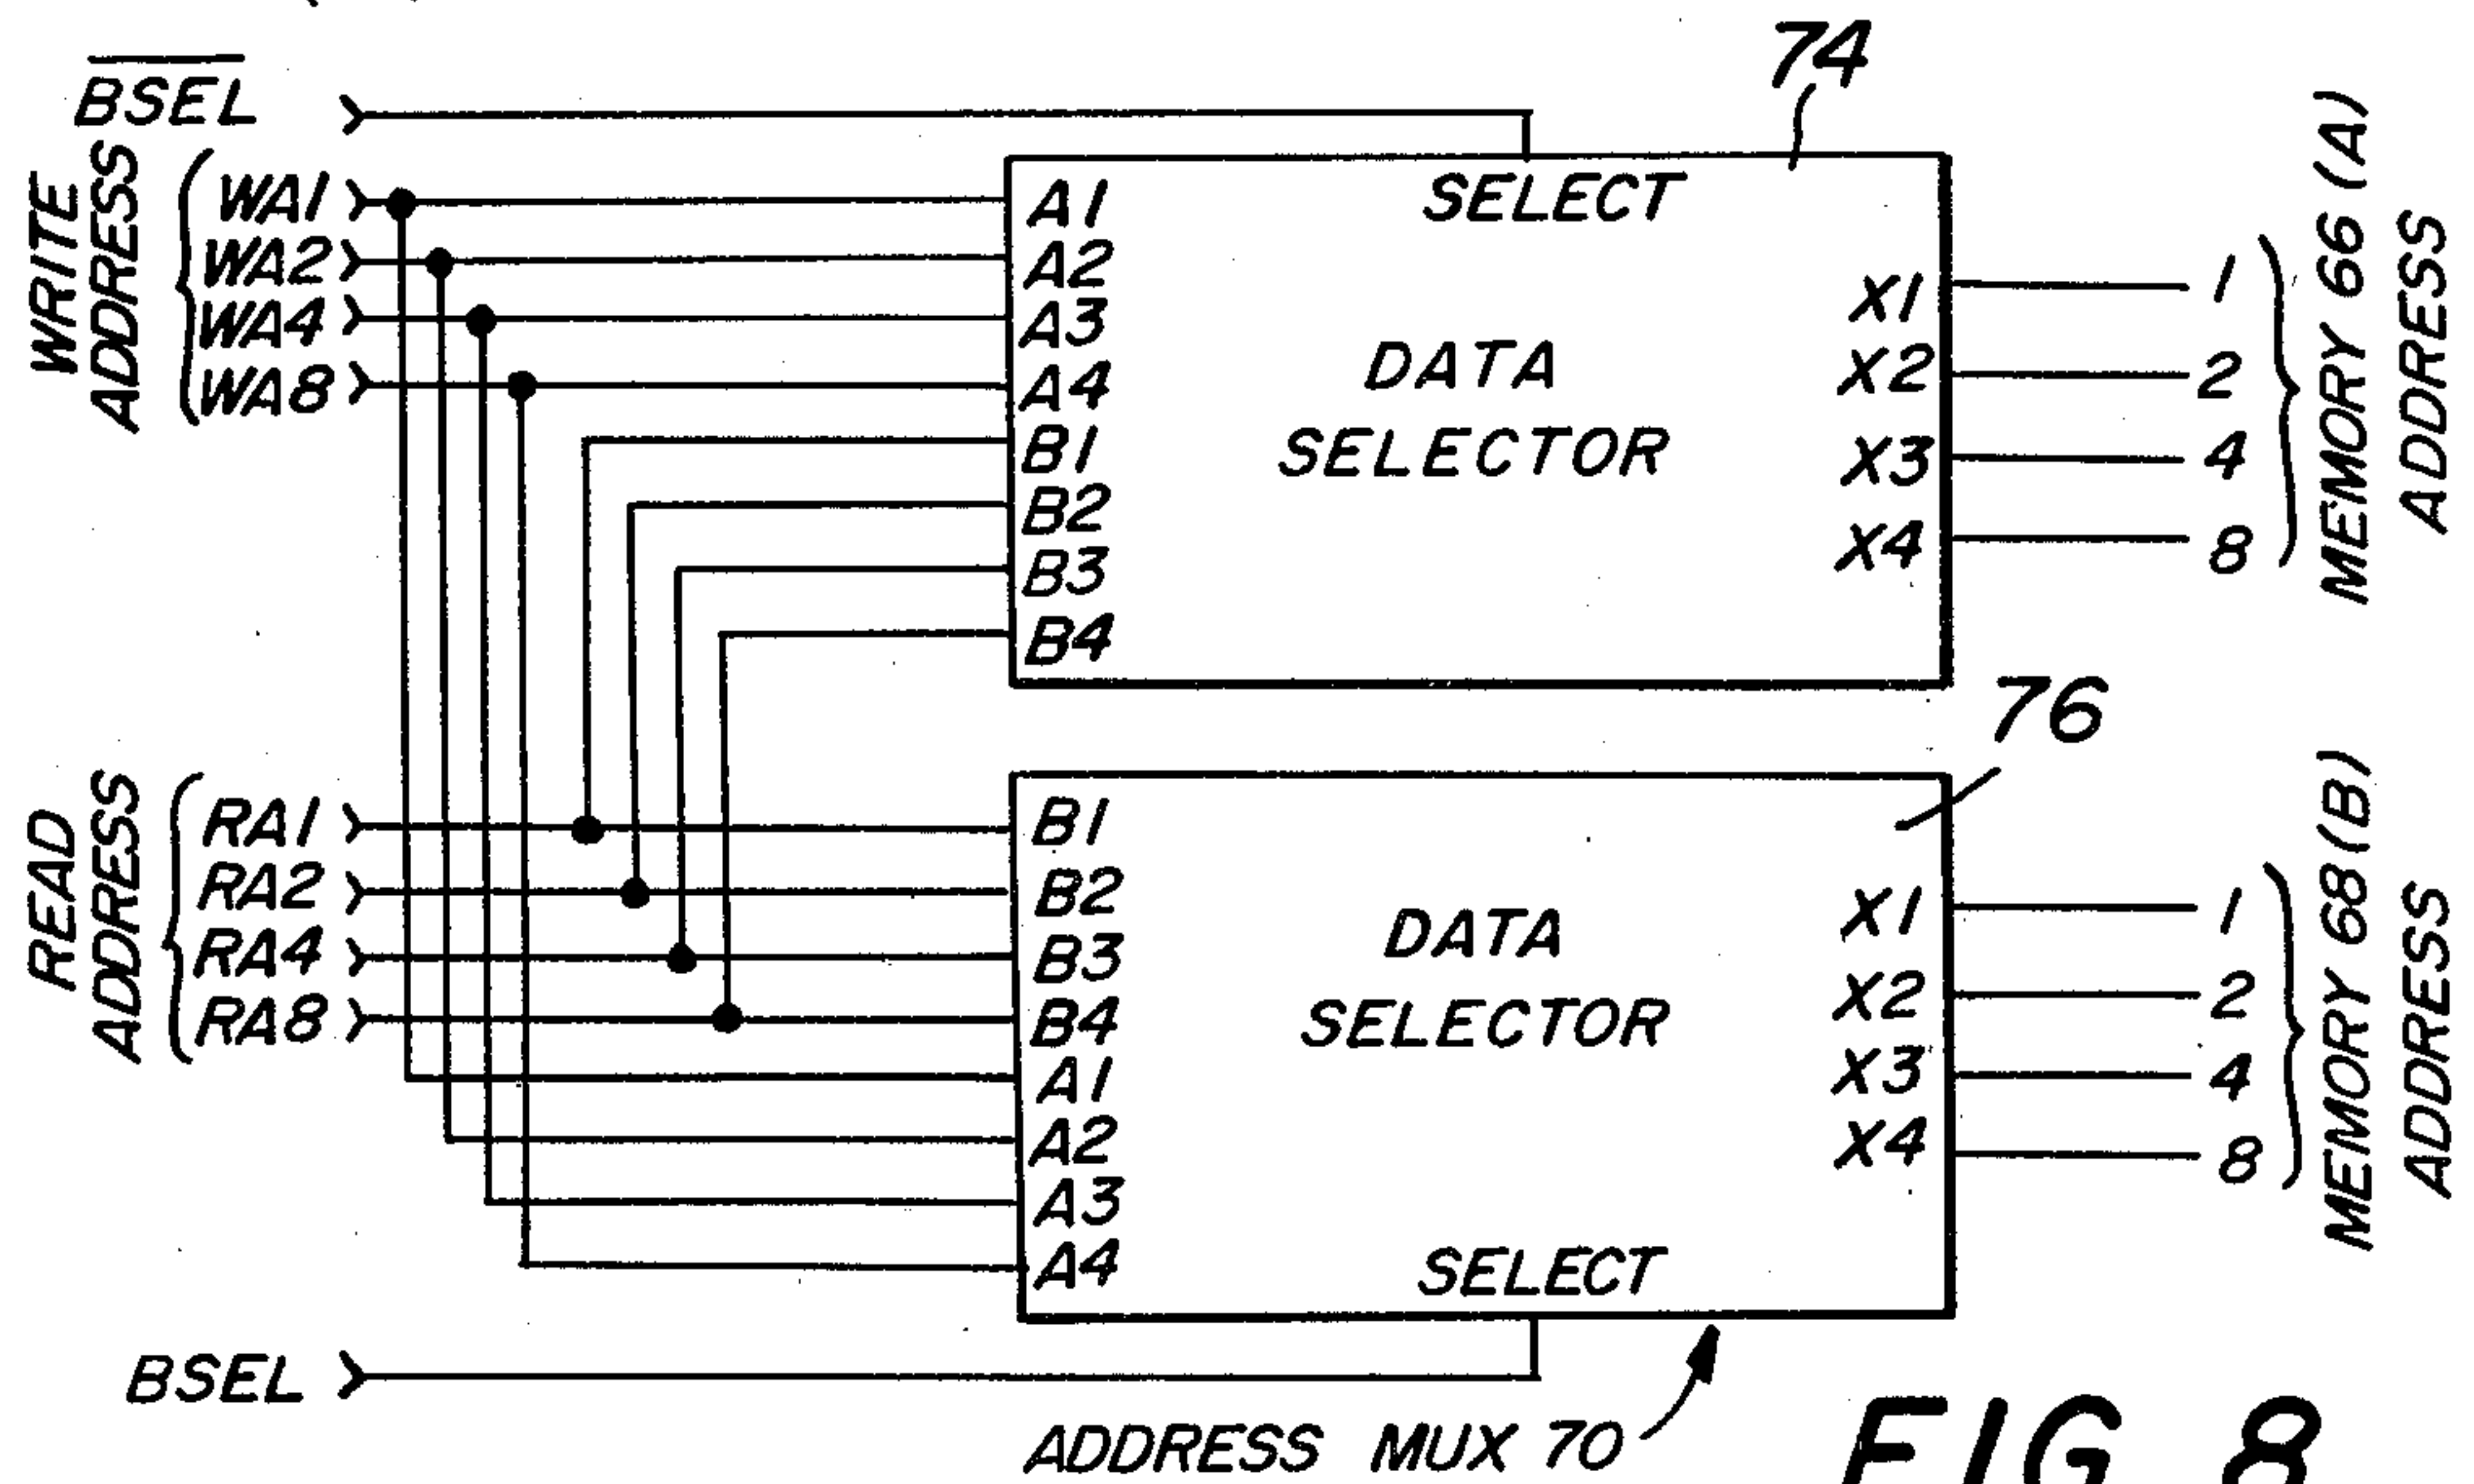 74
B̅S̅E̅L̅
WRITE
ADDRESS
WA1
WA2
WA4
WA8
A1
A2
A3
A4
B1
B2
B3
B4
SELECT
DATA
SELECTOR
X1
X2
X3
X4
1
2
4
8
MEMORY 66 (A)
ADDRESS
76
READ
ADDRESS
RA1
RA2
RA4
RA8
B1
B2
B3
B4
A1
A2
A3
A4
DATA
SELECTOR
SELECT
X1
X2
X3
X4
1
2
4
8
MEMORY 68 (B)
ADDRESS
BSEL
ADDRESS MUX 70
FIG 8